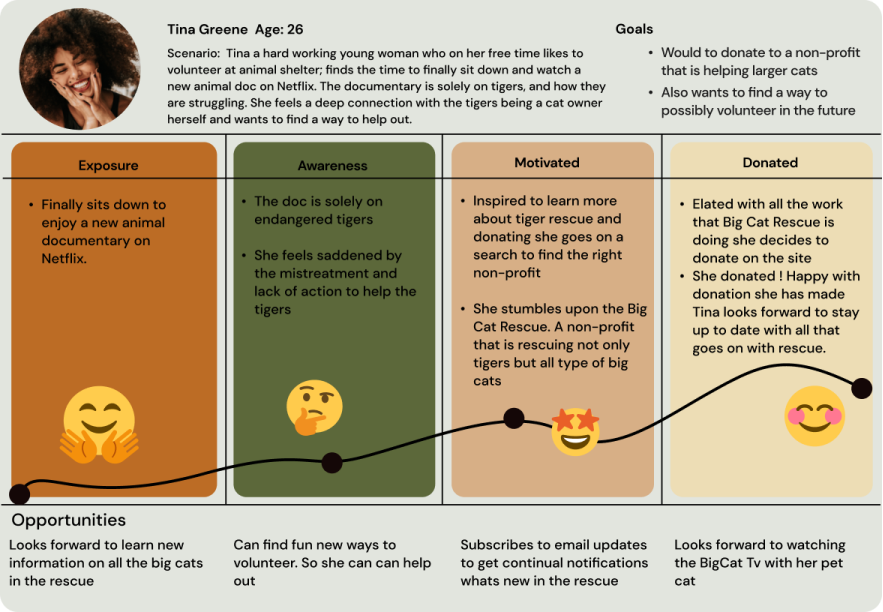 Tina Greene  Age: 26
Scenario:  Tina a hard working young woman who on her free time likes to
volunteer at animal shelter; finds the time to finally sit down and watch a
new animal doc on Netflix. The documentary is solely on tigers, and how they
are struggling. She feels a deep connection with the tigers being a cat owner
herself and wants to find a way to help out.
Goals
• Would to donate to a non-profit
that is helping larger cats
• Also wants to find a way to
possibly volunteer in the future
Exposure
• Finally sits down to
enjoy a new animal
documentary on
Netflix.
Awareness
• The doc is solely on
endangered tigers
• She feels saddened by
the mistreatment and
lack of action to help the
tigers
Motivated
• Inspired to learn more
about tiger rescue and
donating she goes on a
search to find the right
non-profit
• She stumbles upon the Big
Cat Rescue. A non-profit
that is rescuing not only
tigers but all type of big
cats
Donated
• Elated with all the work
that Big Cat Rescue is
doing she decides to
donate on the site
• She donated ! Happy with
donation she has made
Tina looks forward to stay
up to date with all that
goes on with rescue.
Opportunities
Looks forward to learn new
information on all the big cats
in the rescue
Can find fun new ways to
volunteer. So she can can help
out
Subscribes to email updates
to get continual notifications
whats new in the rescue
Looks forward to watching
the BigCat Tv with her pet
cat